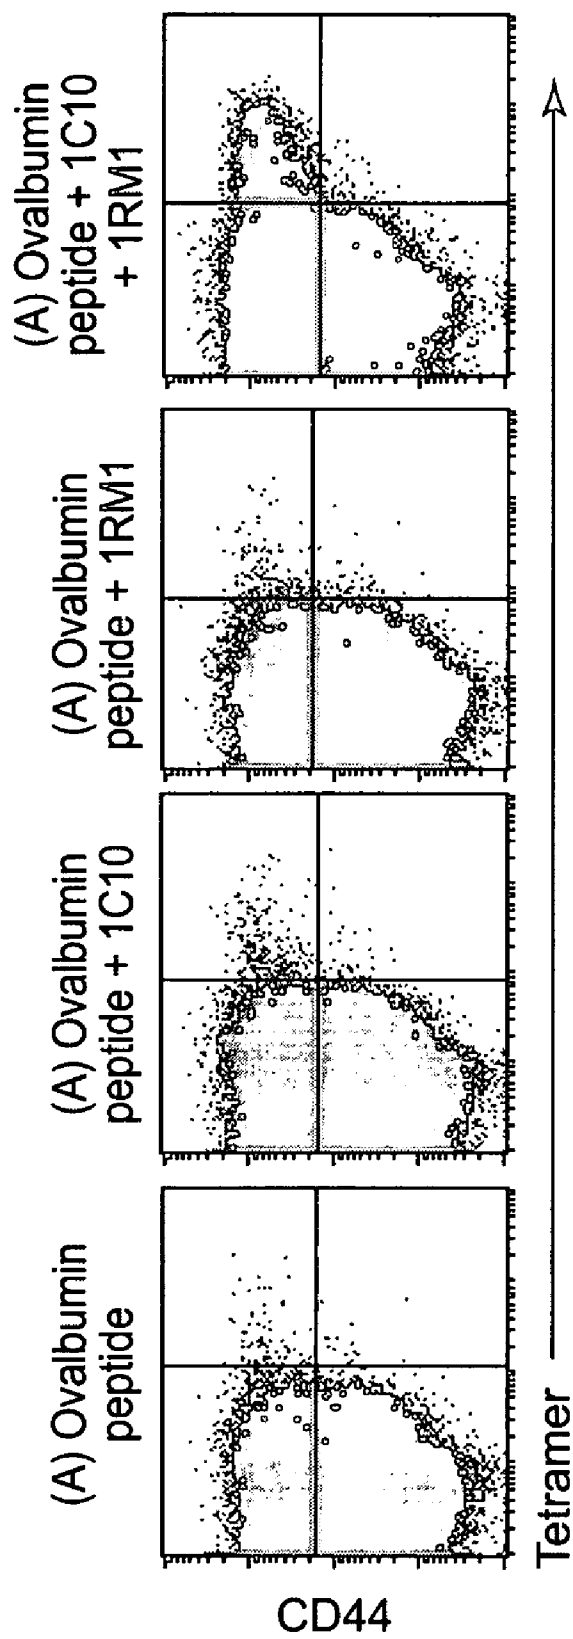 (A) Ovalbumin
peptide
(A) Ovalbumin
peptide + 1C10
(A) Ovalbumin
peptide + 1RM1
(A) Ovalbumin
peptide + 1C10
+ 1RM1
CD44
Tetramer